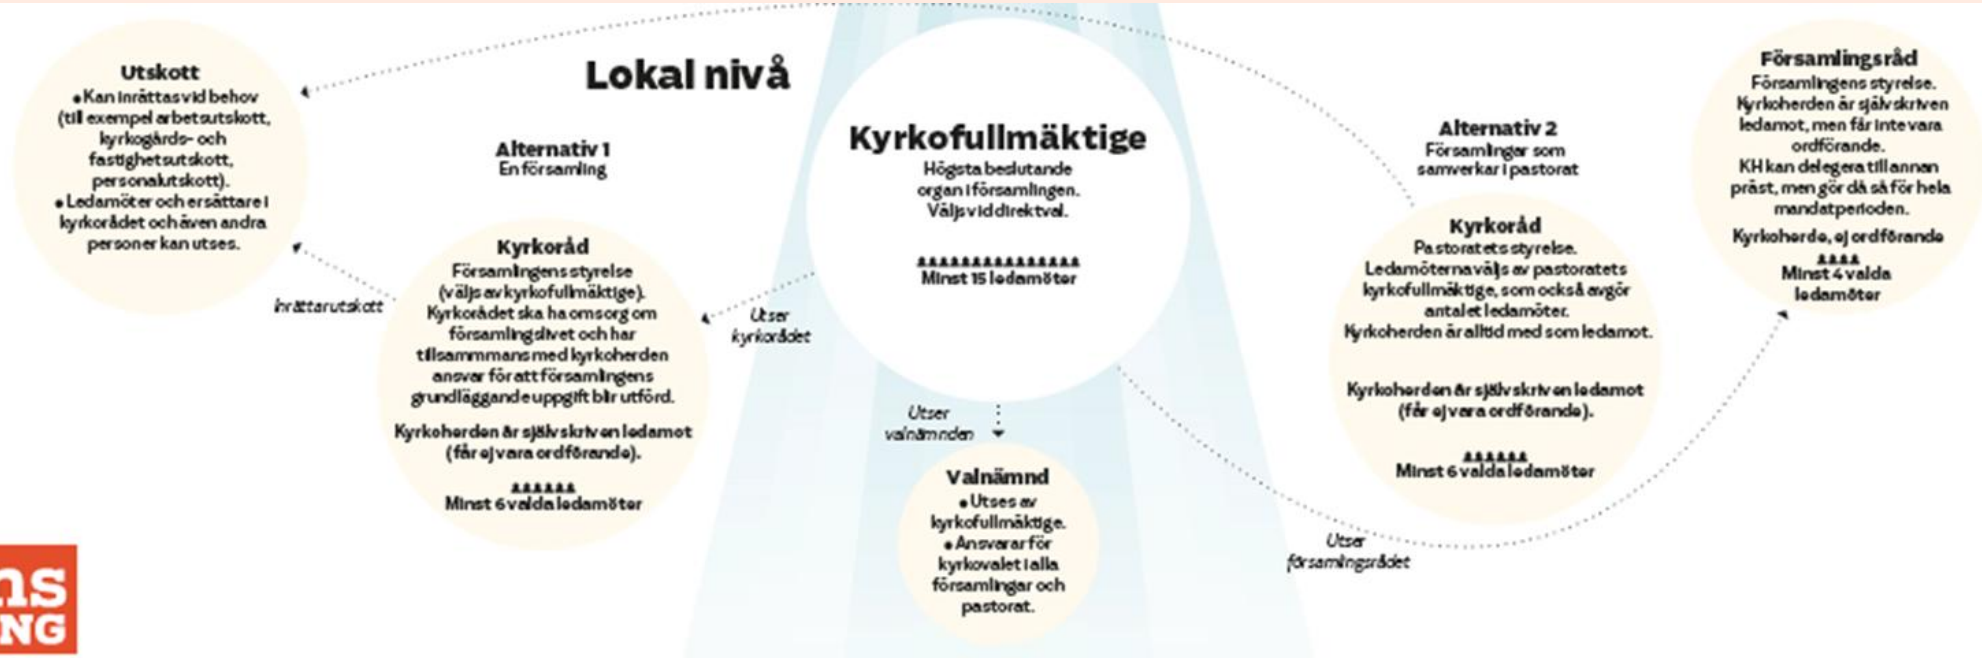 Lokal nivå
Utskott
• Kan inrättas vid behov
(till exempel arbetsutskott,
kyrkogårds- och
fastighetsutskott,
personalutskott).
• Ledamöter och ersättare i
kyrkorådet och även andra
personer kan utses.
Inrättar utskott
Alternativ 1
En församling
Kyrkoråd
Församlingens styrelse
(väljs av kyrkofullmäktige).
Kyrkorådet ska ha omsorg om
församlingslivet och har
tillsammmans med kyrkoherden
ansvar för att församlingens
grundläggande uppgift blir utförd.
Kyrkoherden är självskriven ledamot
(får ej vara ordförande).
Minst 6 valda ledamöter
Utser
kyrkorådet
Kyrkofullmäktige
Högsta beslutande
organ i församlingen.
Väljs vid direktval.
Minst 15 ledamöter
Utser
valnämnden
Valnämnd
• Utses av
kyrkofullmäktige.
• Ansvarar för
kyrkovalet i alla
församlingar och
pastorat.
Alternativ 2
Församlingar som
samverkar i pastorat
Kyrkoråd
Pastoratets styrelse.
Ledamöterna väljs av pastoratets
kyrkofullmäktige, som också avgör
antalet ledamöter.
Kyrkoherden är alltid med som ledamot.
Kyrkoherden är självskriven ledamot
(får ej vara ordförande).
Minst 6 valda ledamöter
Utser
församlingsrådet
Församlingsråd
Församlingens styrelse.
Kyrkoherden är självskriven
ledamot, men får inte vara
ordförande.
KH kan delegera till annan
präst, men gör då så för hela
mandatperioden.
Kyrkoherde, ej ordförande
Minst 4 valda
ledamöter
ns
NG